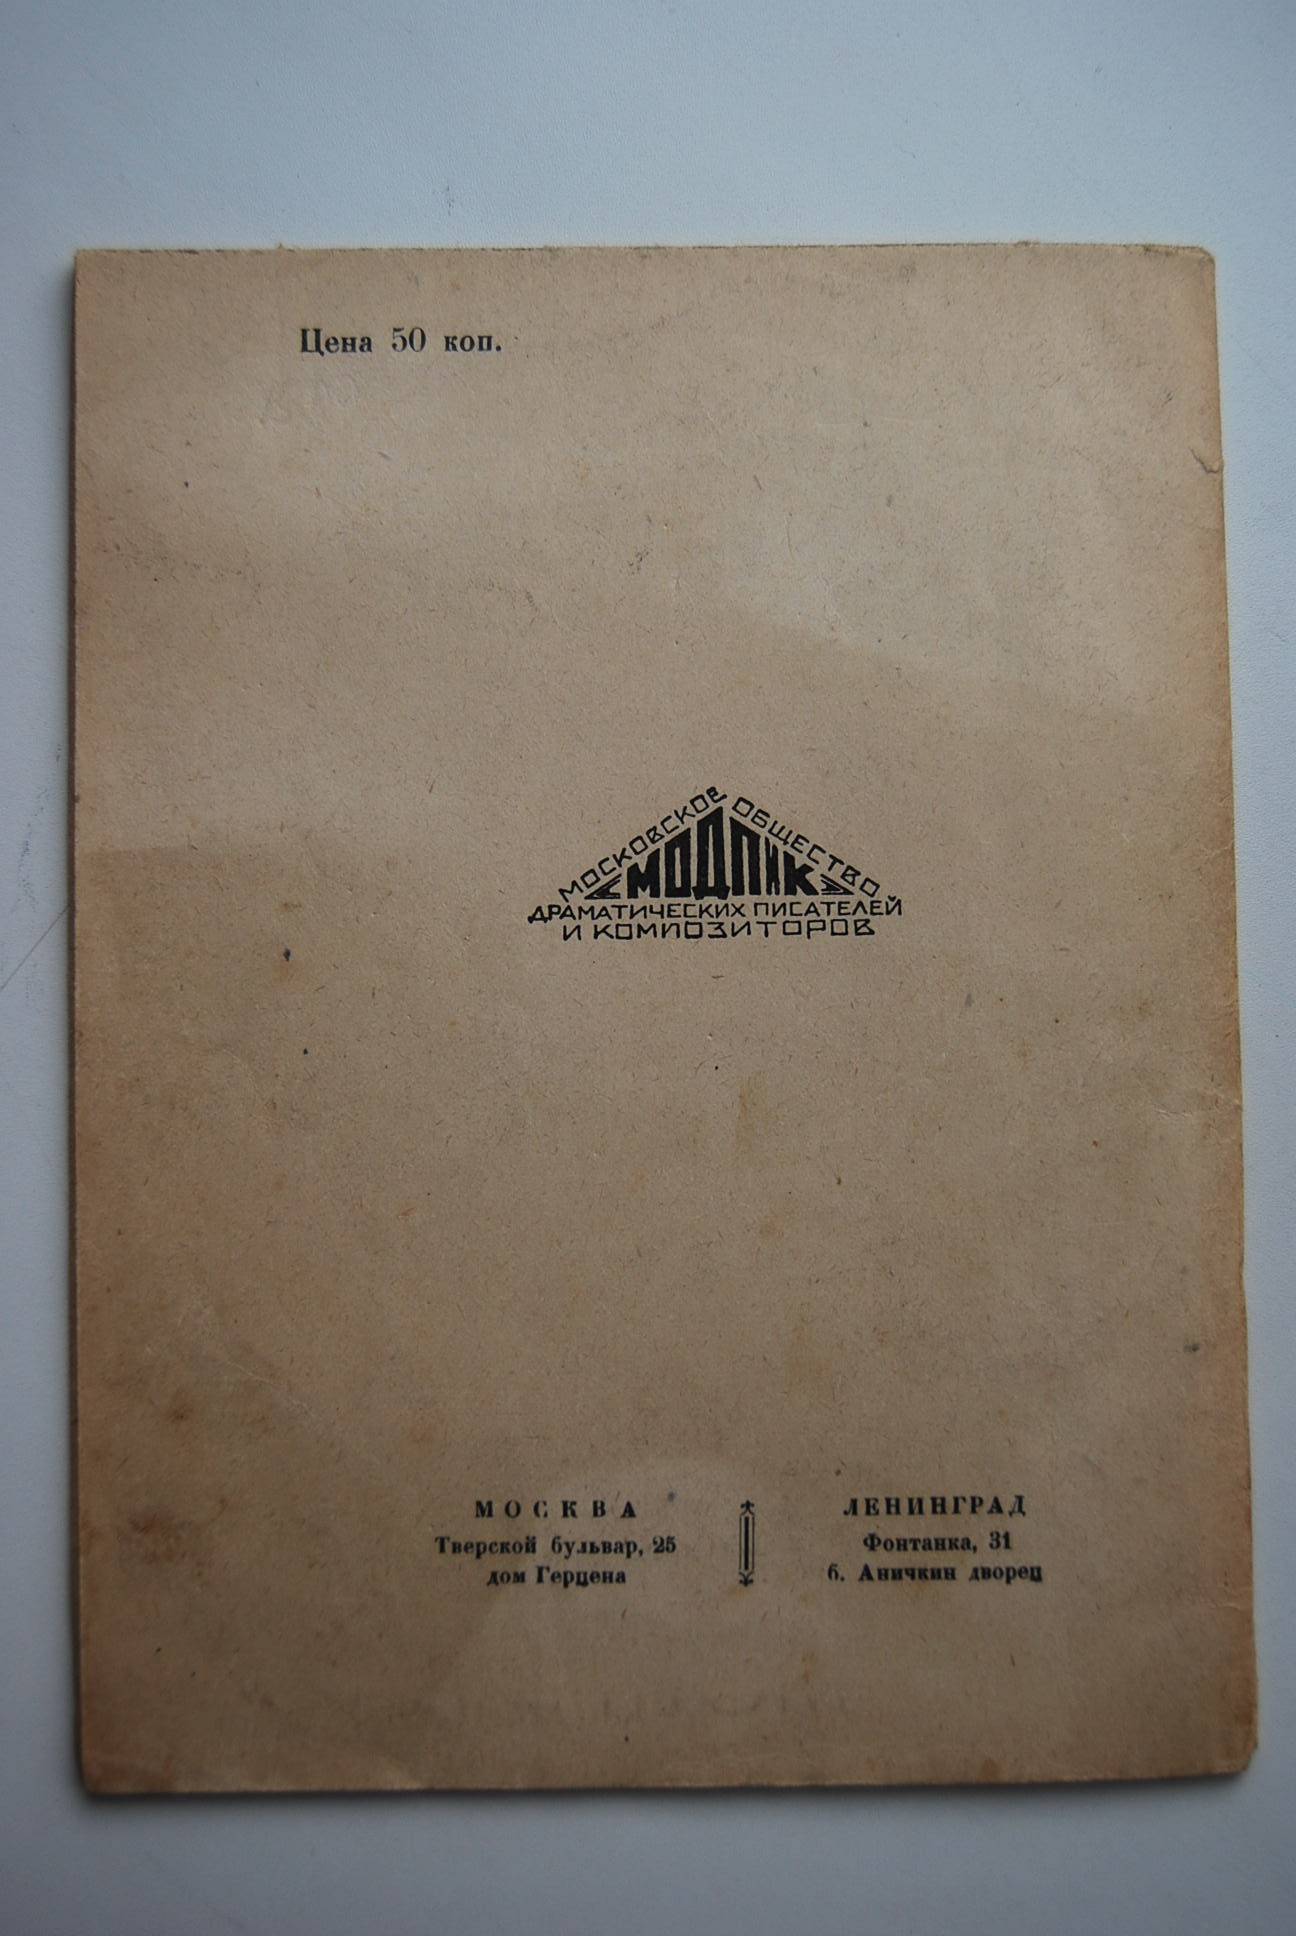 Цена 50 коп.
МОСКОВСКОЕ ОБЩЕСТВО
МОДПИК
ДРАМАТИЧЕСКИХ ПИСАТЕЛЕЙ
И КОМПОЗИТОРОВ
МОСКВА
Тверской бульвар, 25
дом Герцена
ЛЕНИНГРАД
Фонтанка, 31
б. Аничкин дворец